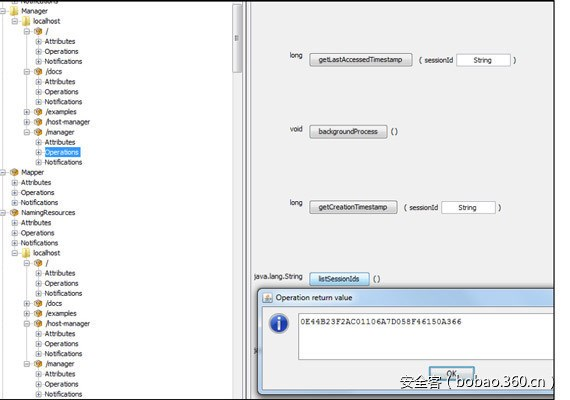 Notifications
Manager
localhost
/
Attributes
Operations
Notifications
/docs
Attributes
Operations
Notifications
/examples
/host-manager
/manager
Attributes
Operations
Notifications
Mapper
Attributes
Operations
Notifications
NamingResources
Attributes
Operations
Notifications
localhost
/
Attributes
Operations
Notifications
/docs
/examples
/host-manager
Attributes
Operations
Notifications
/manager
Attributes
Operations
Notifications
long getLastAccessedTimestamp ( sessionId String )
void backgroundProcess ()
long getCreationTimestamp ( sessionId String )
java.lang.String listSessionIds ()
Operation return value
0E44B23F2AC01106A7D058F46150A366
OK
安全客（bobao.360.cn）